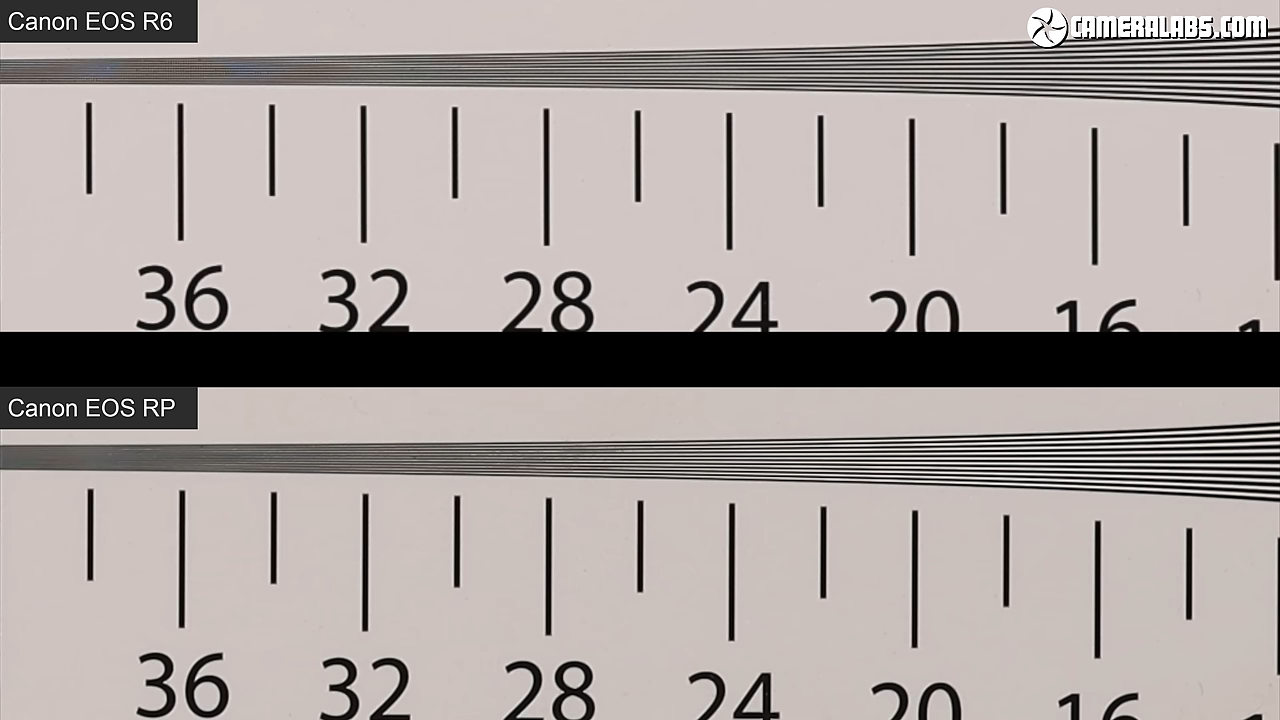 Canon EOS R6
CAMERALABS.COM
36 32 28 24 20 16
Canon EOS RP
36 32 28 24 20 16